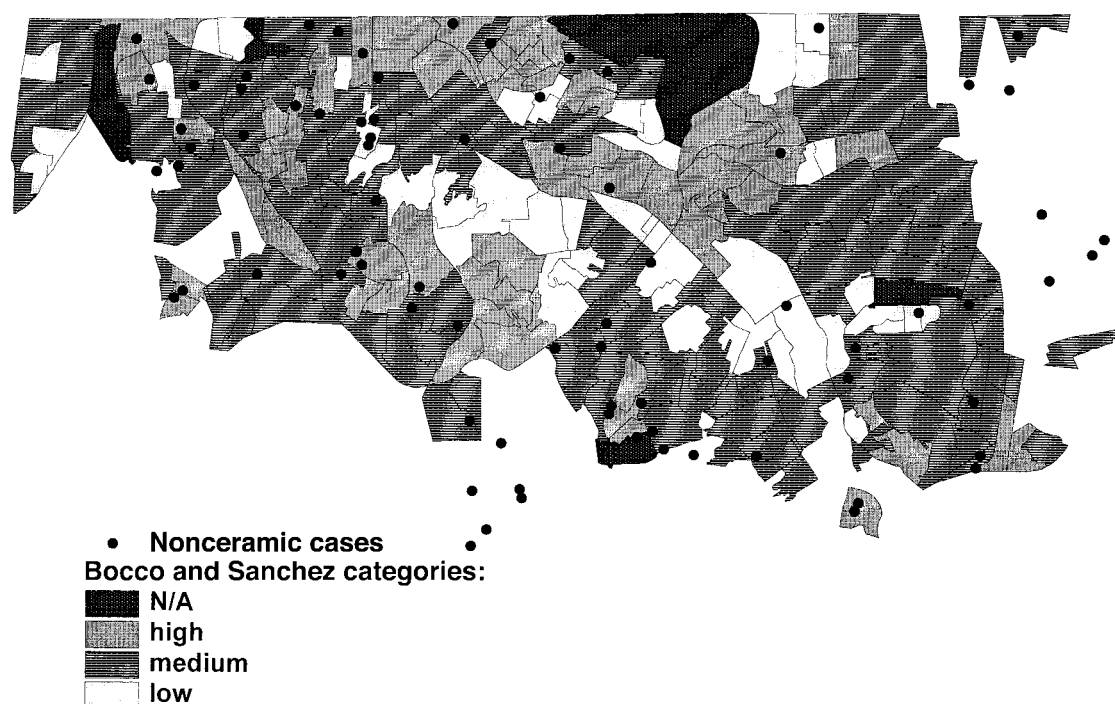 Nonceramic cases
Bocco and Sanchez categories:
N/A
high
medium
low